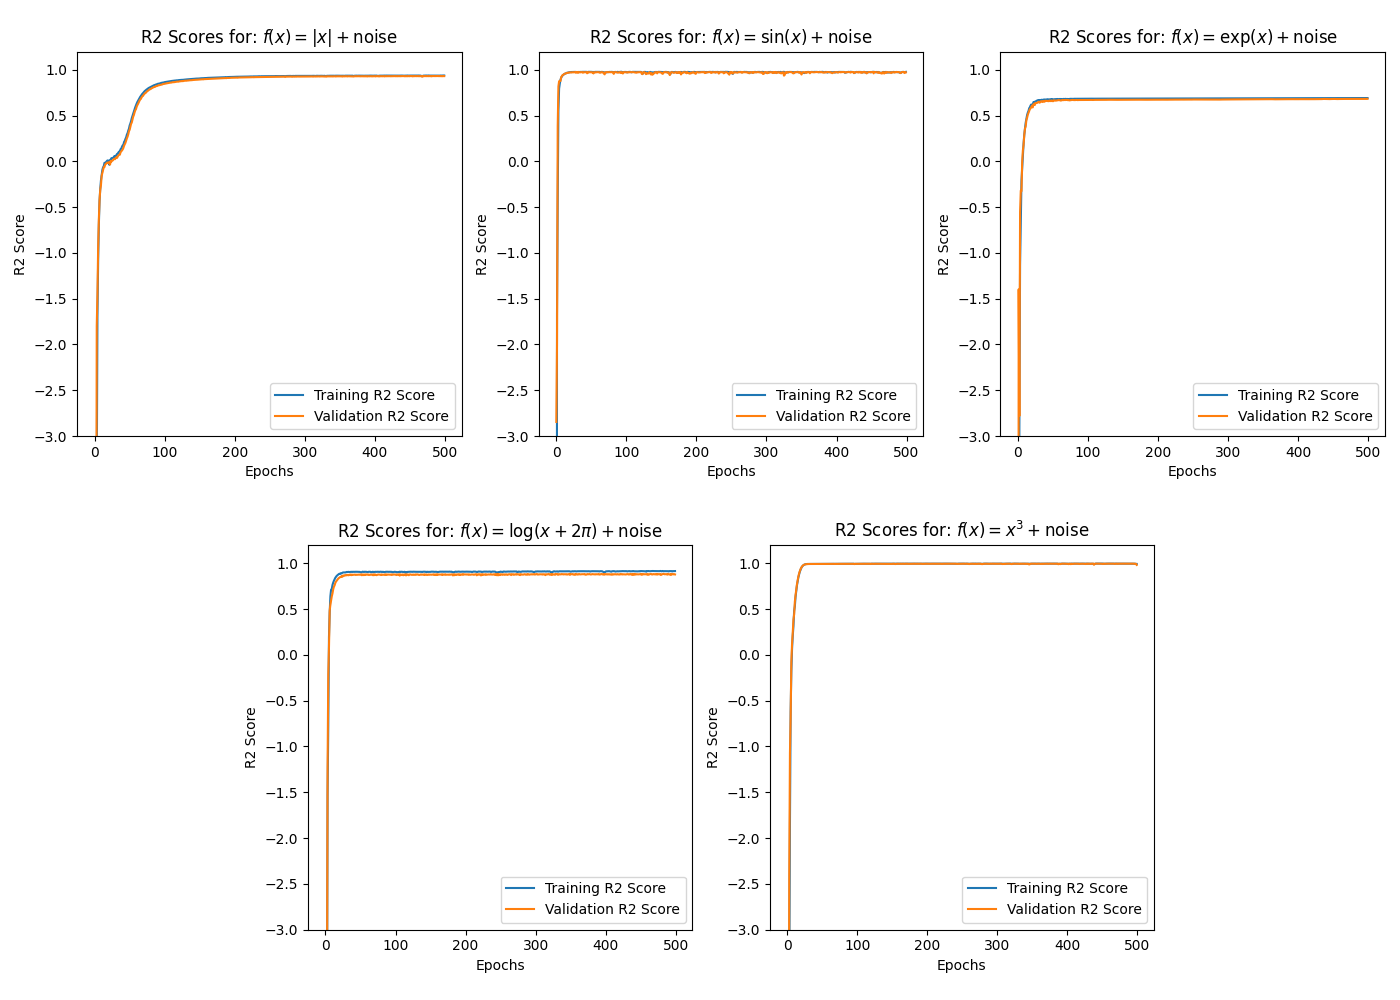 R2 Scores for: f(x) = |x| + noise
R2 Score
1.0
0.5
0.0
−0.5
−1.0
−1.5
−2.0
−2.5
−3.0
Training R2 Score
Validation R2 Score
0 100 200 300 400 500
Epochs
R2 Scores for: f(x) = sin(x) + noise
R2 Score
1.0
0.5
0.0
−0.5
−1.0
−1.5
−2.0
−2.5
−3.0
Training R2 Score
Validation R2 Score
0 100 200 300 400 500
Epochs
R2 Scores for: f(x) = exp(x) + noise
R2 Score
1.0
0.5
0.0
−0.5
−1.0
−1.5
−2.0
−2.5
−3.0
Training R2 Score
Validation R2 Score
0 100 200 300 400 500
Epochs
R2 Scores for: f(x) = log(x + 2π) + noise
R2 Score
1.0
0.5
0.0
−0.5
−1.0
−1.5
−2.0
−2.5
−3.0
Training R2 Score
Validation R2 Score
0 100 200 300 400 500
Epochs
R2 Scores for: f(x) = x³ + noise
R2 Score
1.0
0.5
0.0
−0.5
−1.0
−1.5
−2.0
−2.5
−3.0
Training R2 Score
Validation R2 Score
0 100 200 300 400 500
Epochs